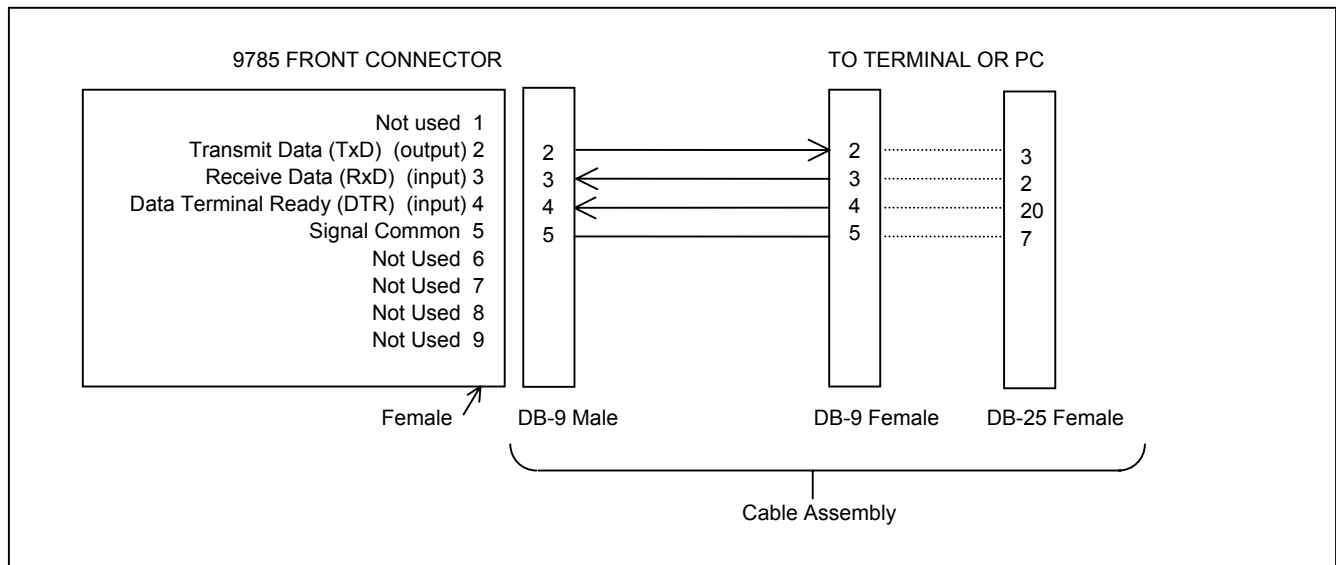 9785 FRONT CONNECTOR
TO TERMINAL OR PC
Not used 1
Transmit Data (TxD) (output) 2
Receive Data (RxD) (input) 3
Data Terminal Ready (DTR) (input) 4
Signal Common 5
Not Used 6
Not Used 7
Not Used 8
Not Used 9
2
3
4
5
2
3
4
5
3
2
20
7
Female
DB-9 Male
DB-9 Female
DB-25 Female
Cable Assembly